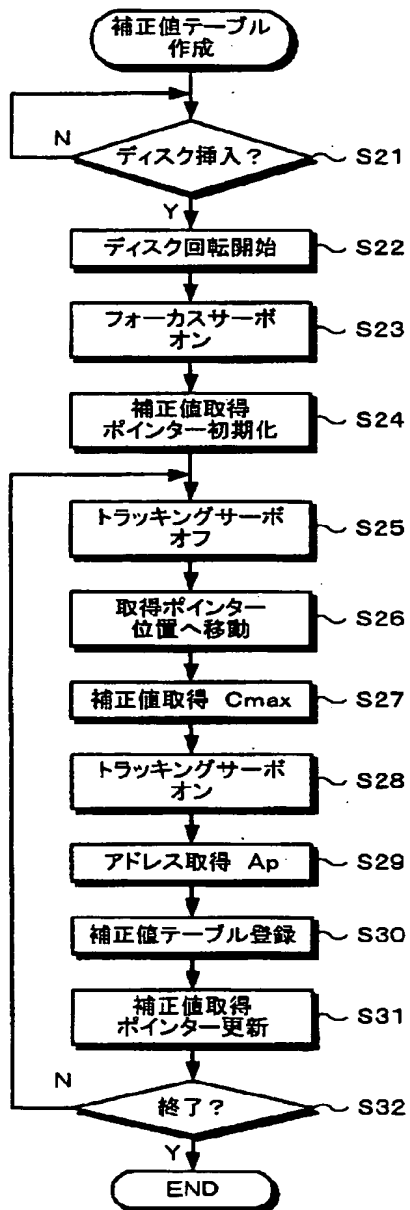 補正値テーブル
作成
N
ディスク挿入？
S21
Y
ディスク回転開始
S22
フォーカスサーボ
オン
S23
補正値取得
ポインター初期化
S24
トラッキングサーボ
オフ
S25
取得ポインター
位置へ移動
S26
補正値取得 Cmax
S27
トラッキングサーボ
オン
S28
アドレス取得 Ap
S29
補正値テーブル登録
S30
補正値取得
ポインター更新
S31
N
終了？
S32
Y
END